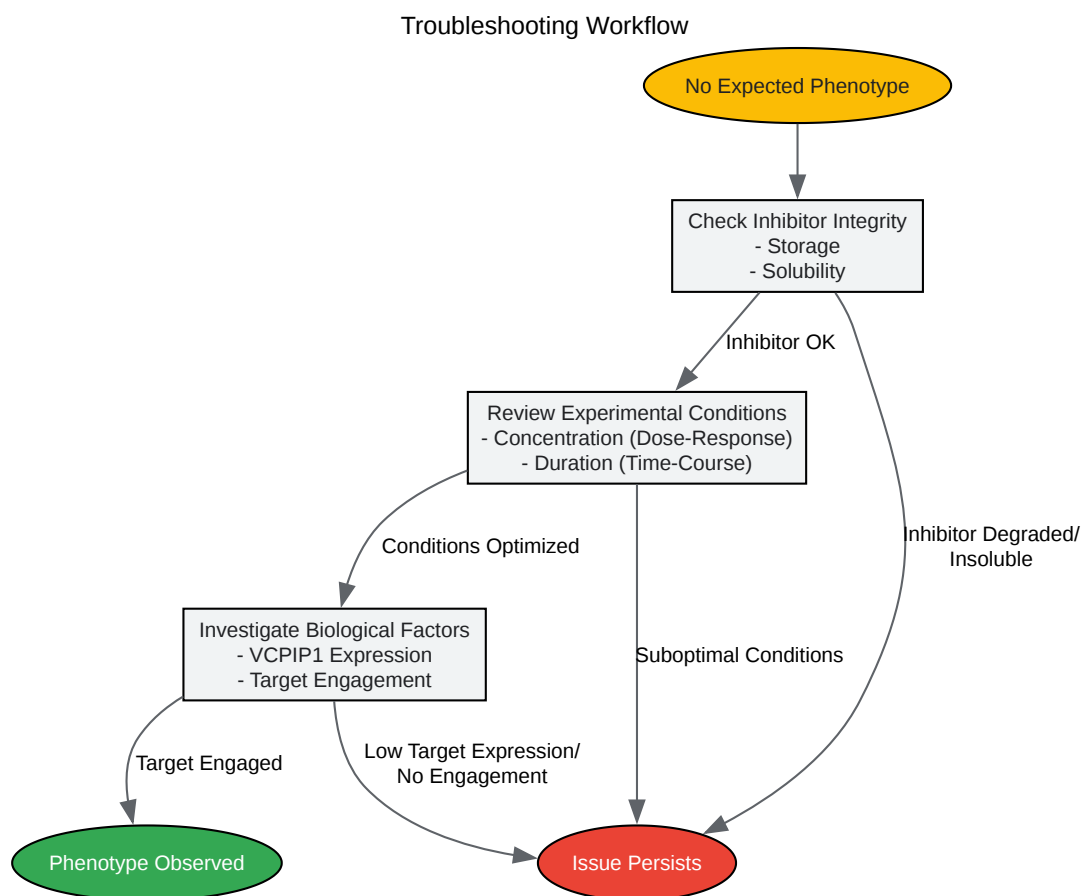 Troubleshooting Workflow
No Expected Phenotype
Check Inhibitor Integrity
- Storage
- Solubility
Inhibitor OK
Review Experimental Conditions
- Concentration (Dose-Response)
- Duration (Time-Course)
Inhibitor Degraded/
Insoluble
Conditions Optimized
Investigate Biological Factors
- VCPIP1 Expression
- Target Engagement
Suboptimal Conditions
Target Engaged
Low Target Expression/
No Engagement
Phenotype Observed
Issue Persists